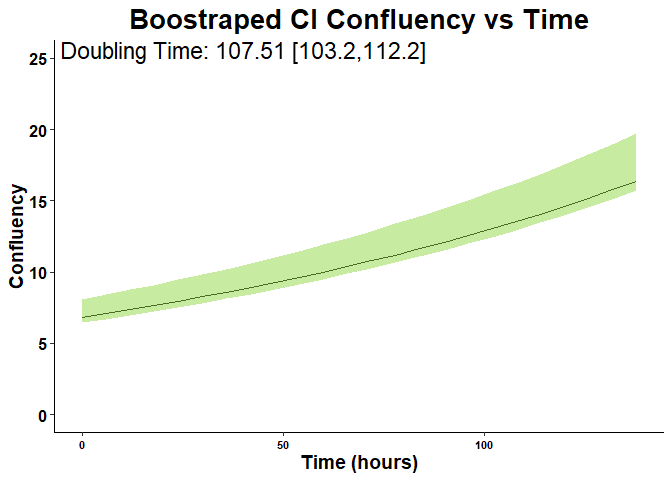 Boostraped CI Confluency vs Time
Doubling Time: 107.51 [103.2,112.2]
25
20
15
10
5
0
Confluency
0 50 100
Time (hours)